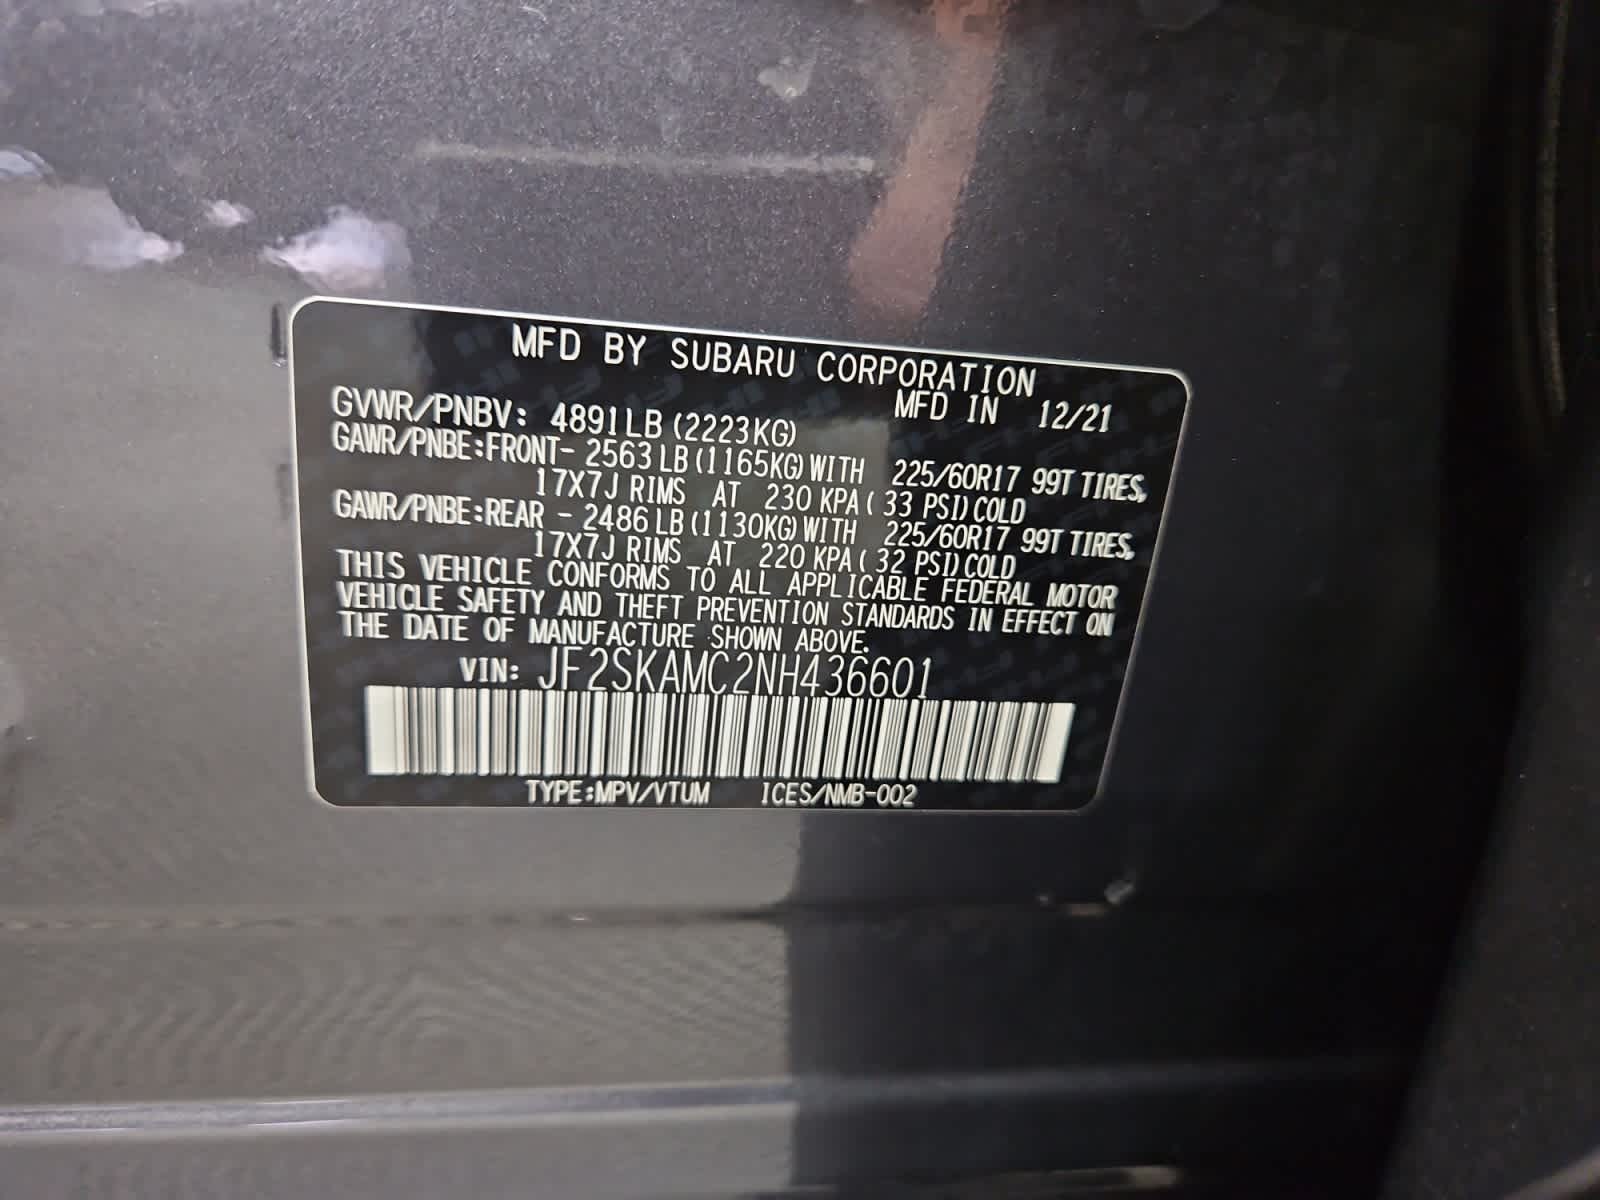 MFD BY SUBARU CORPORATION
MFD IN 12/21
GVWR/PNBV: 4891LB (2223KG)
GAWR/PNBE:FRONT- 2563LB(1165KG)WITH 225/60R17 99T TIRES,
17X7J RIMS AT 230 KPA( 33 PSI)COLD
GAWR/PNBE:REAR - 2486LB(1130KG)WITH 225/60R17 99T TIRES,
17X7J RIMS AT 220 KPA( 32 PSI)COLD
THIS VEHICLE CONFORMS TO ALL APPLICABLE FEDERAL MOTOR
VEHICLE SAFETY AND THEFT PREVENTION STANDARDS IN EFFECT ON
THE DATE OF MANUFACTURE SHOWN ABOVE.
VIN: JF2SKAMC2NH436601
TYPE:MPV/VTUM ICES/NMB-002